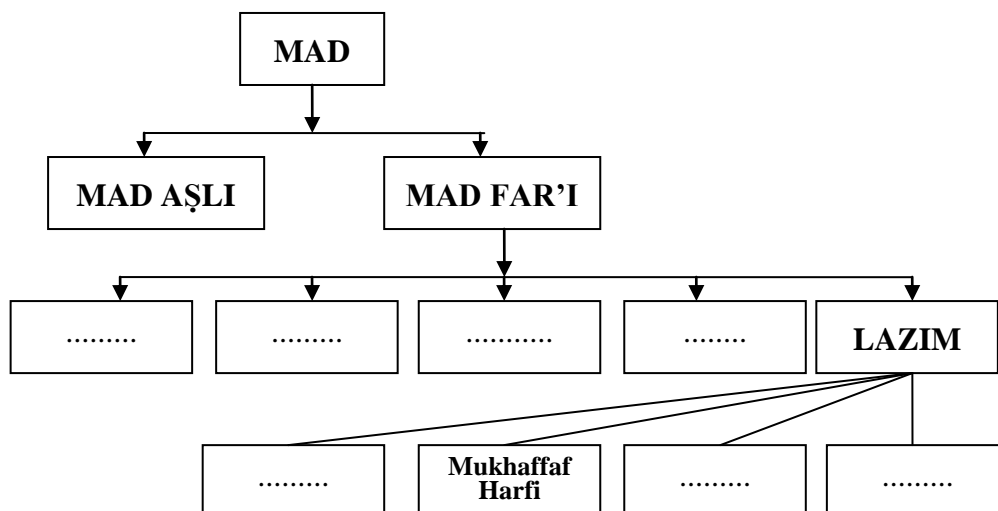 MAD
MAD AṢLI
MAD FAR’I
.........
.........
...........
........
LAZIM
.........
Mukhaffaf
Harfi
.........
.........